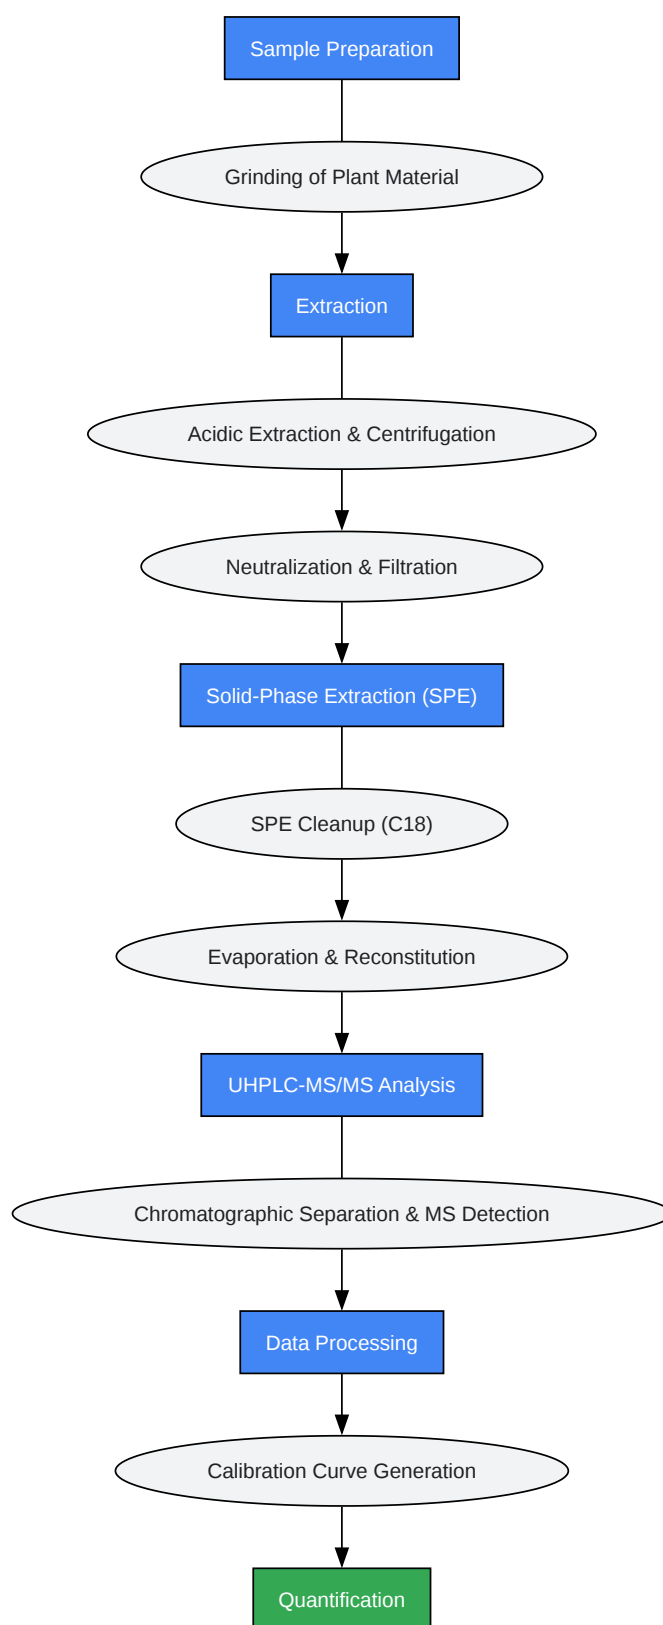 Sample Preparation
Grinding of Plant Material
Extraction
Acidic Extraction & Centrifugation
Neutralization & Filtration
Solid-Phase Extraction (SPE)
SPE Cleanup (C18)
Evaporation & Reconstitution
UHPLC-MS/MS Analysis
Chromatographic Separation & MS Detection
Data Processing
Calibration Curve Generation
Quantification